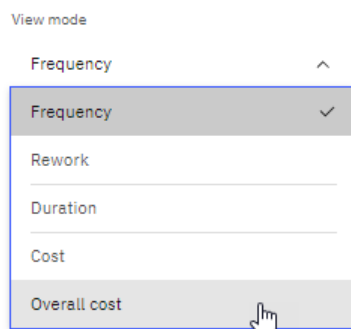 View mode
Frequency
Frequency
Rework
Duration
Cost
Overall cost